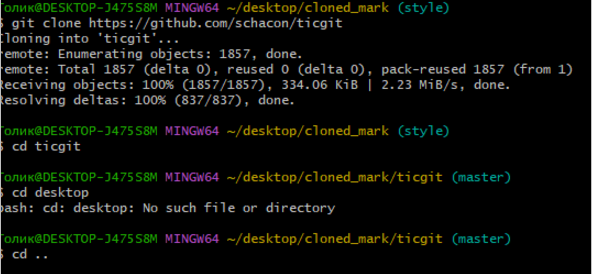 Толик@DESKTOP-J475S8M MINGW64 ~/desktop/cloned_mark (style)
$ git clone https://github.com/schacon/ticgit
Cloning into 'ticgit'...
remote: Enumerating objects: 1857, done.
remote: Total 1857 (delta 0), reused 0 (delta 0), pack-reused 1857 (from 1)
Receiving objects: 100% (1857/1857), 334.06 KiB | 2.23 MiB/s, done.
Resolving deltas: 100% (837/837), done.
Толик@DESKTOP-J475S8M MINGW64 ~/desktop/cloned_mark (style)
$ cd ticgit
Толик@DESKTOP-J475S8M MINGW64 ~/desktop/cloned_mark/ticgit (master)
$ cd desktop
bash: cd: desktop: No such file or directory
Толик@DESKTOP-J475S8M MINGW64 ~/desktop/cloned_mark/ticgit (master)
$ cd ..